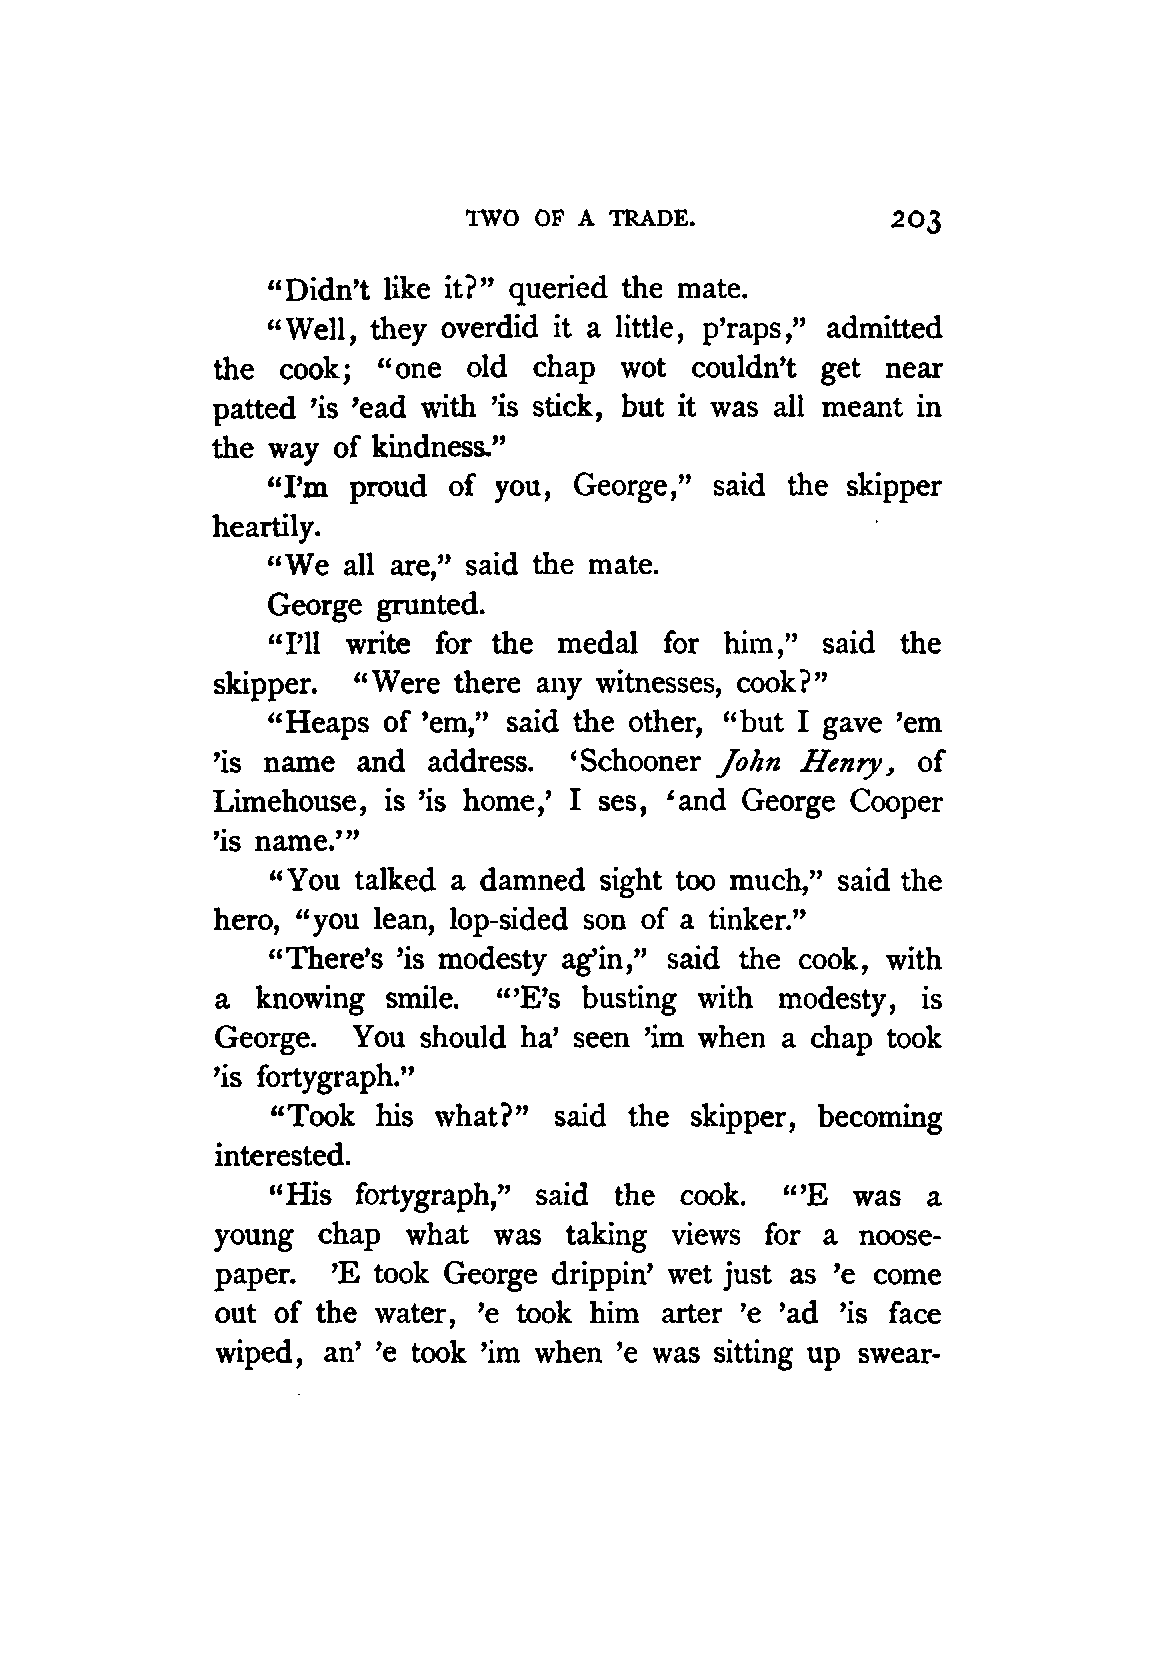 TWO OF A TRADE. 203
“Didn’t like it?” queried the mate.
“Well, they overdid it a little, p’raps,” admitted
the cook; “one old chap wot couldn’t get near
patted ’is ’ead with ’is stick, but it was all meant in
the way of kindness.”
“I’m proud of you, George,” said the skipper
heartily.
“We all are,” said the mate.
George grunted.
“I’ll write for the medal for him,” said the
skipper. “Were there any witnesses, cook?”
“Heaps of ’em,” said the other, “but I gave ’em
’is name and address. ‘Schooner John Henry, of
Limehouse, is ’is home,’ I ses, ‘and George Cooper
’is name.’”
“You talked a damned sight too much,” said the
hero, “you lean, lop-sided son of a tinker.”
“There’s ’is modesty ag’in,” said the cook, with
a knowing smile. “’E’s busting with modesty, is
George. You should ha’ seen ’im when a chap took
’is fortygraph.”
“Took his what?” said the skipper, becoming
interested.
“His fortygraph,” said the cook. “’E was a
young chap what was taking views for a noose-
paper. ’E took George drippin’ wet just as ’e come
out of the water, ’e took him arter ’e ’ad ’is face
wiped, an’ ’e took ’im when ’e was sitting up swear-